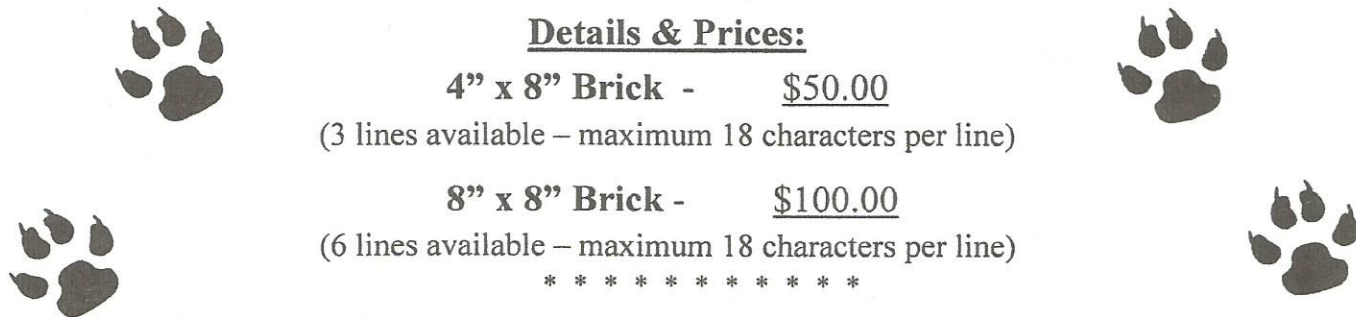 Details & Prices:
4” x 8” Brick - $50.00
(3 lines available – maximum 18 characters per line)
8” x 8” Brick - $100.00
(6 lines available – maximum 18 characters per line)
* * * * * * * * * * *